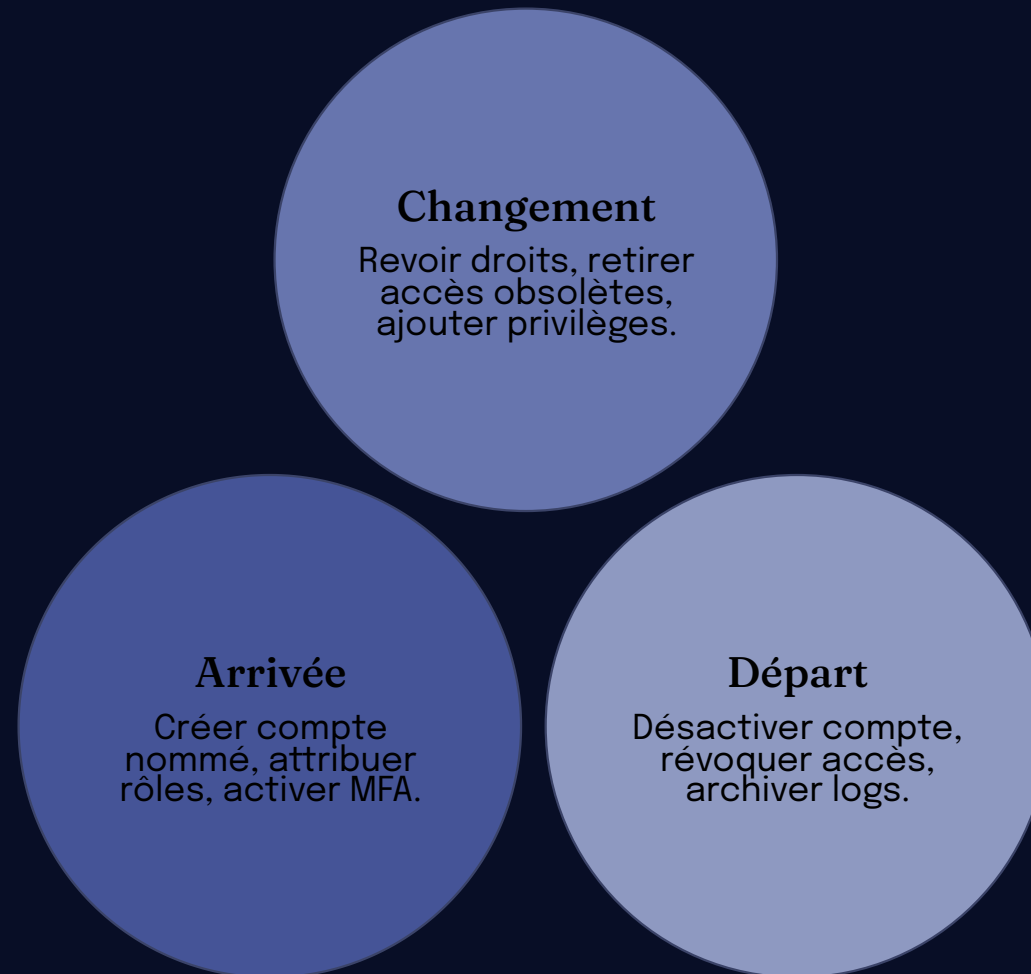 Changement
Revoir droits, retirer
accès obsolètes,
ajouter privilèges.
Arrivée
Créer compte
nommé, attribuer
rôles, activer MFA.
Départ
Désactiver compte,
révoquer accès,
archiver logs.